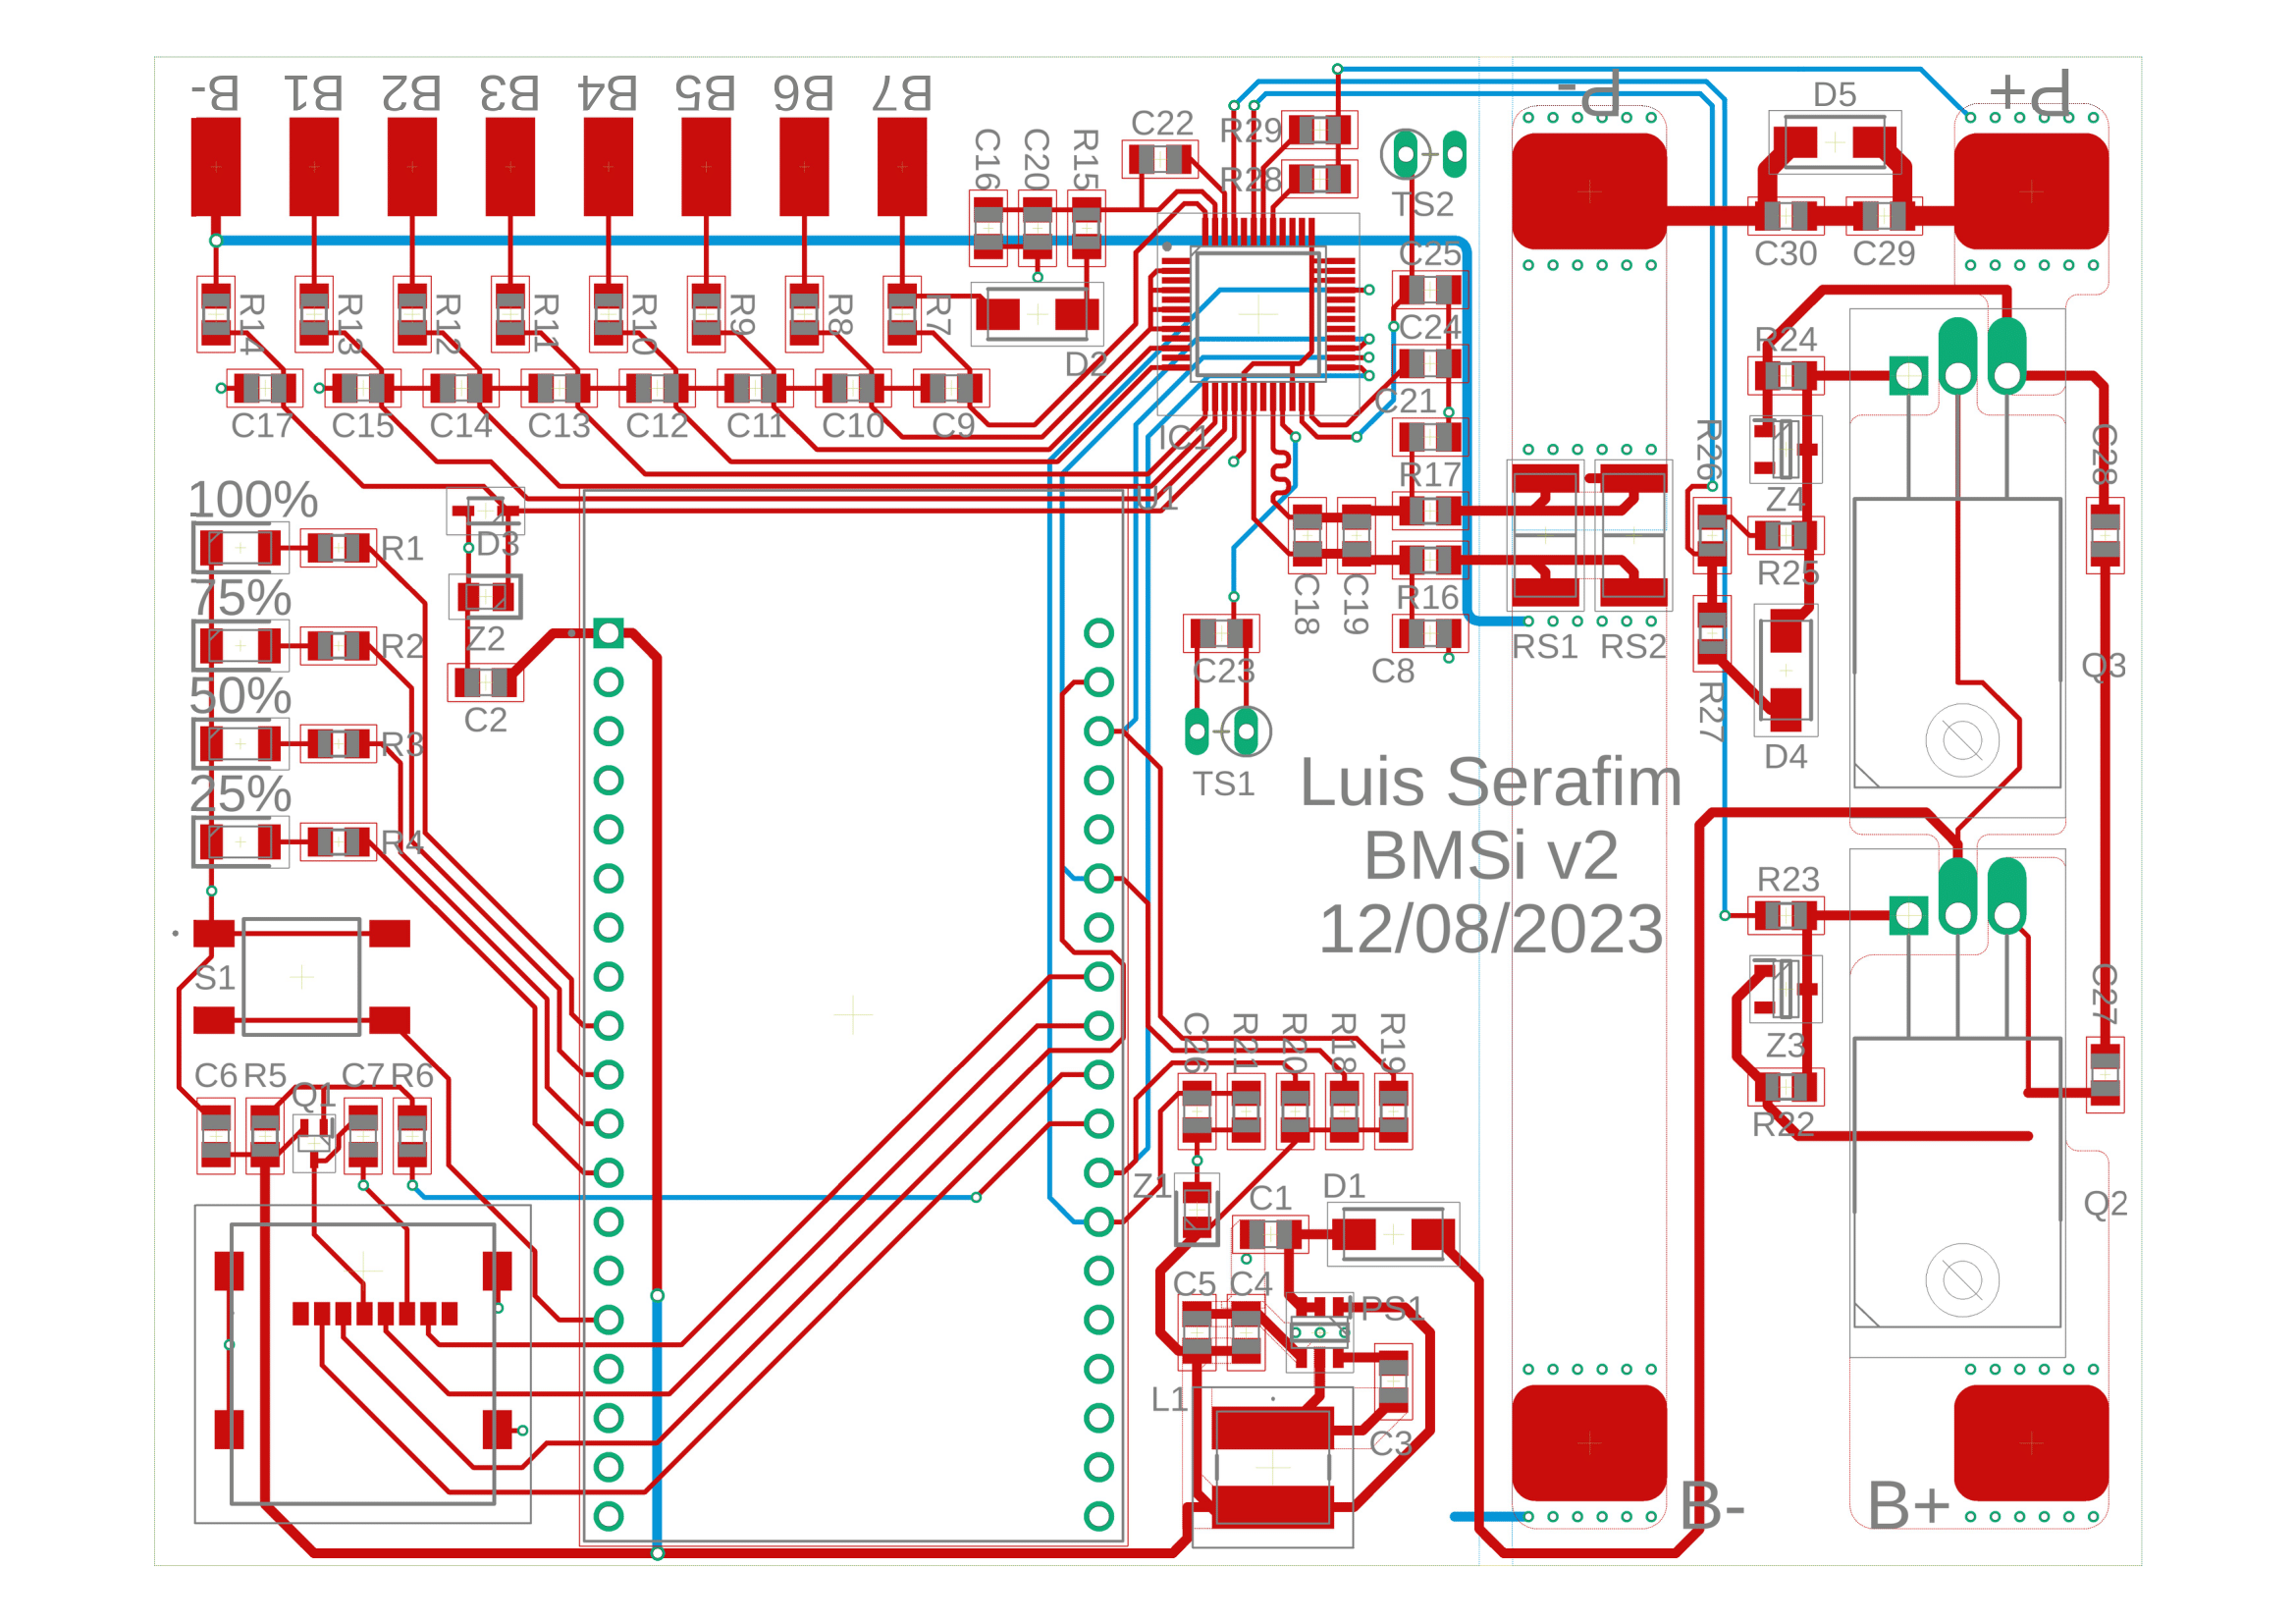 B- B1 B2 B3 B4 B5 B6 B7
P- P+
D5
C22 R29
C16 C20 R15 R28 TS2
C30 C29
C25
R14 R13 R12 R11 R10 R9 R8 R7
C24 R24
D2
C21
C17 C15 C14 C13 C12 C11 C10 C9
IC1 R26 C28
R17
100% U1 Z4
D3 R1
R25
75% R16
C18 C19
Z2 R2 RS1 RS2 Q3
C23 C8
50% C2 R27
R3 D4
25% TS1
Luis Serafim
R4 BMSi v2
R23
12/08/2023
S1 C27
C26 R21 R20 R18 R19
Z3
C6 R5 Q1 C7 R6
R22
Z1 C1 D1 Q2
C5 C4 PS1
L1
C3
B- B+